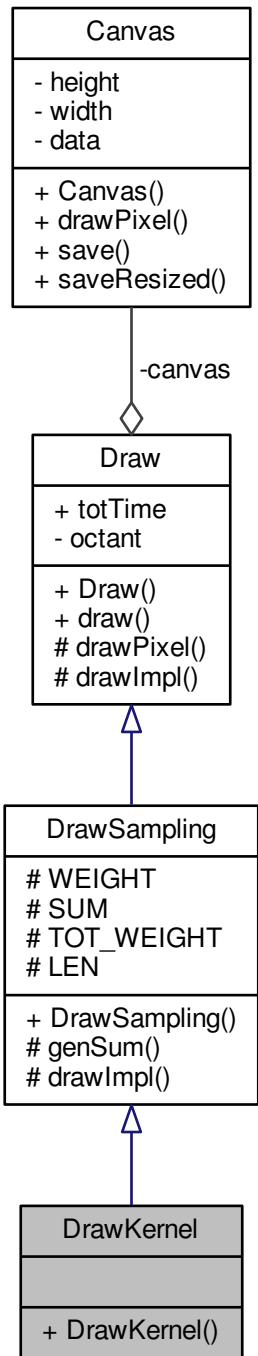 Canvas
- height
- width
- data
+ Canvas()
+ drawPixel()
+ save()
+ saveResized()
-canvas
Draw
+ totTime
- octant
+ Draw()
+ draw()
# drawPixel()
# drawImpl()
DrawSampling
# WEIGHT
# SUM
# TOT_WEIGHT
# LEN
+ DrawSampling()
# genSum()
# drawImpl()
DrawKernel
+ DrawKernel()